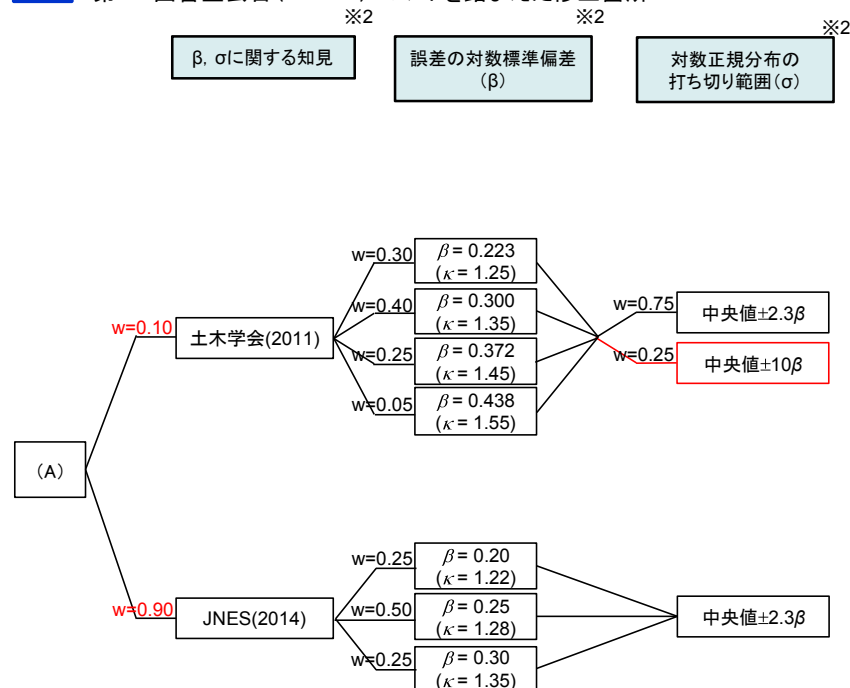 ※2
※2
※2
β, σに関する知見
誤差の対数標準偏差
(β)
対数正規分布の
打ち切り範囲(σ)
w=0.10
土木学会(2011)
w=0.30
β = 0.223
(κ = 1.25)
w=0.40
β = 0.300
(κ = 1.35)
w=0.25
β = 0.372
(κ = 1.45)
w=0.05
β = 0.438
(κ = 1.55)
w=0.75
中央値±2.3β
w=0.25
中央値±10β
(A)
w=0.90
JNES(2014)
w=0.25
β = 0.20
(κ = 1.22)
w=0.50
β = 0.25
(κ = 1.28)
w=0.25
β = 0.30
(κ = 1.35)
中央値±2.3β